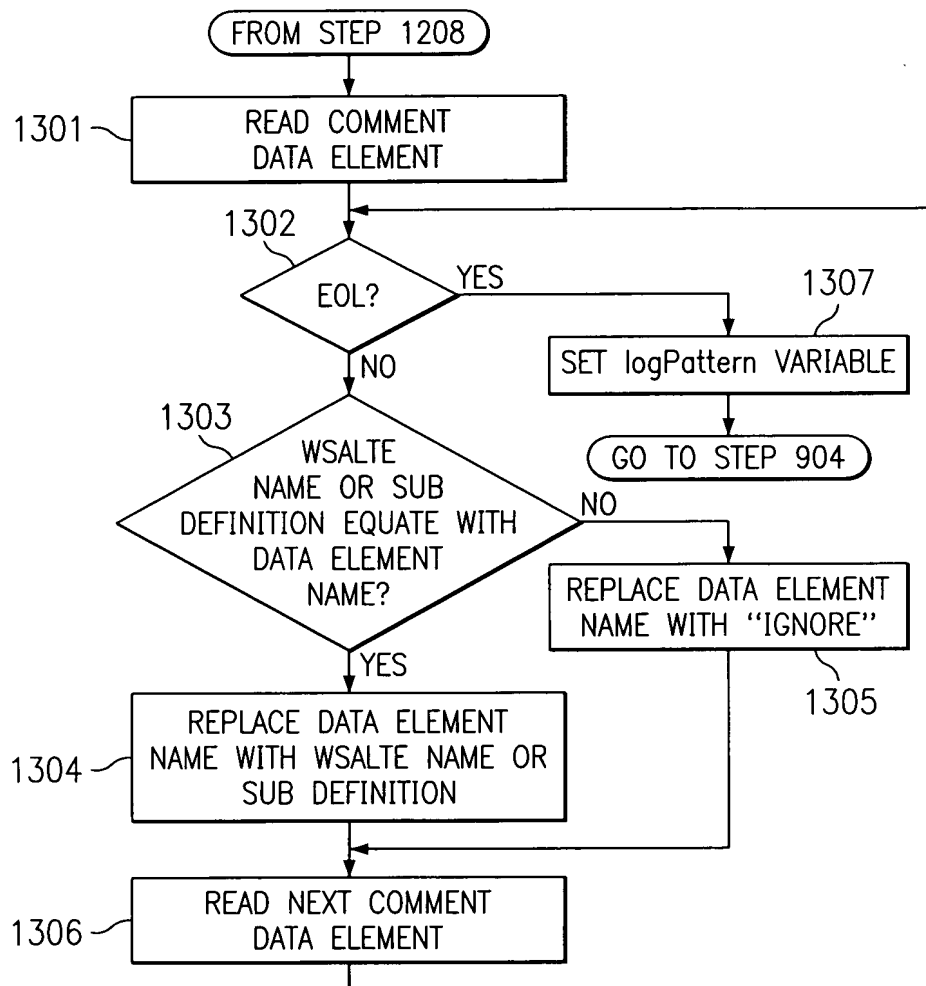 FROM STEP 1208
1301
READ COMMENT
DATA ELEMENT
1302
EOL?
YES
1307
SET logPattern VARIABLE
NO
GO TO STEP 904
1303
WSALTE
NAME OR SUB
DEFINITION EQUATE WITH
DATA ELEMENT
NAME?
NO
REPLACE DATA ELEMENT
NAME WITH "IGNORE"
1305
YES
1304
REPLACE DATA ELEMENT
NAME WITH WSALTE NAME OR
SUB DEFINITION
1306
READ NEXT COMMENT
DATA ELEMENT